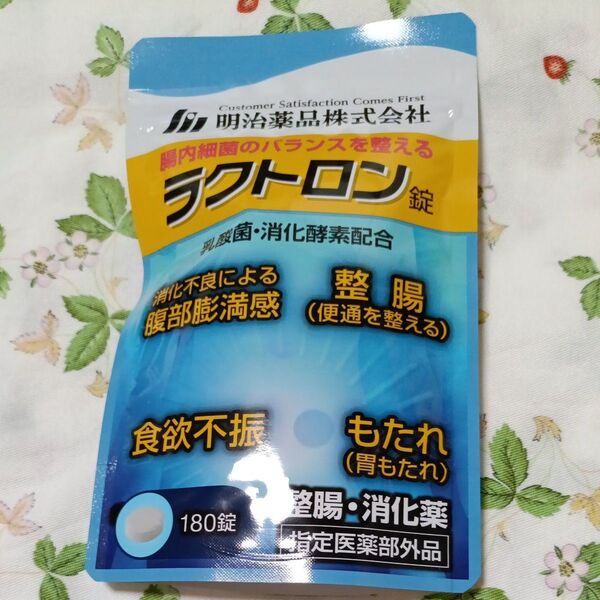 Customer Satisfaction Comes First
明治薬品株式会社
腸内細菌のバランスを整える
ラクトロン錠
乳酸菌・消化酵素配合
消化不良による
腹部膨満感
整腸
(便通を整える)
食欲不振
もたれ
(胃もたれ)
180錠
整腸・消化薬
指定医薬部外品